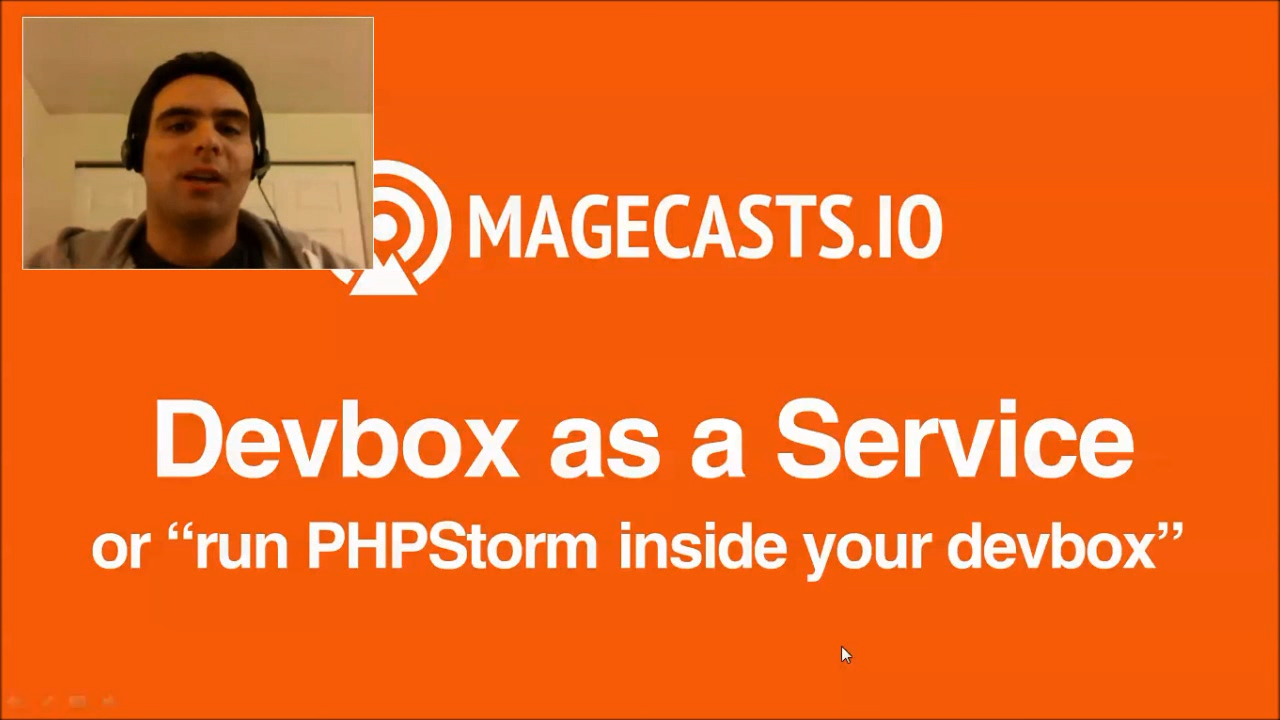 MAGECASTS.IO
Devbox as a Service
or “run PHPStorm inside your devbox”